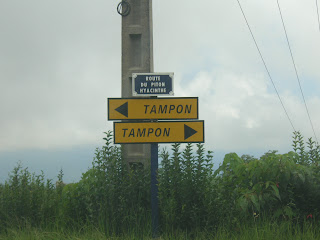 ROUTE
DU PITON
HYACINTHE
TAMPON
TAMPON